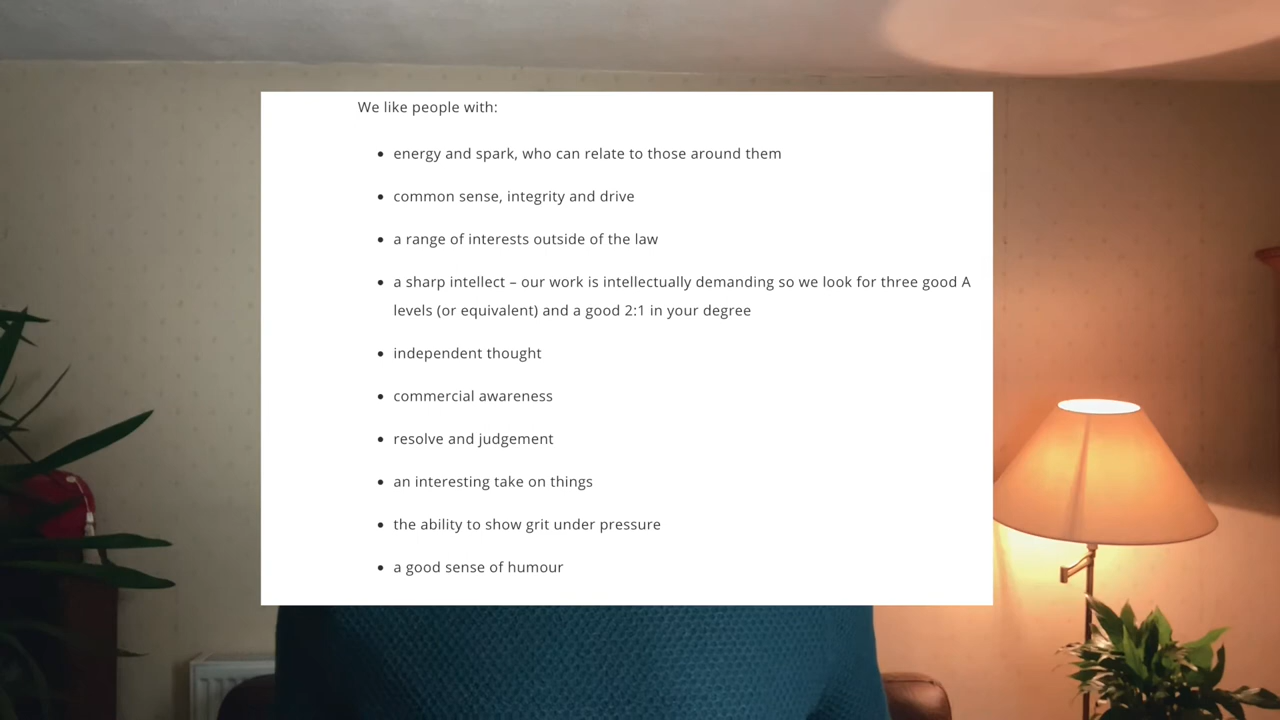 We like people with:
• energy and spark, who can relate to those around them
• common sense, integrity and drive
• a range of interests outside of the law
• a sharp intellect – our work is intellectually demanding so we look for three good A
levels (or equivalent) and a good 2:1 in your degree
• independent thought
• commercial awareness
• resolve and judgement
• an interesting take on things
• the ability to show grit under pressure
• a good sense of humour